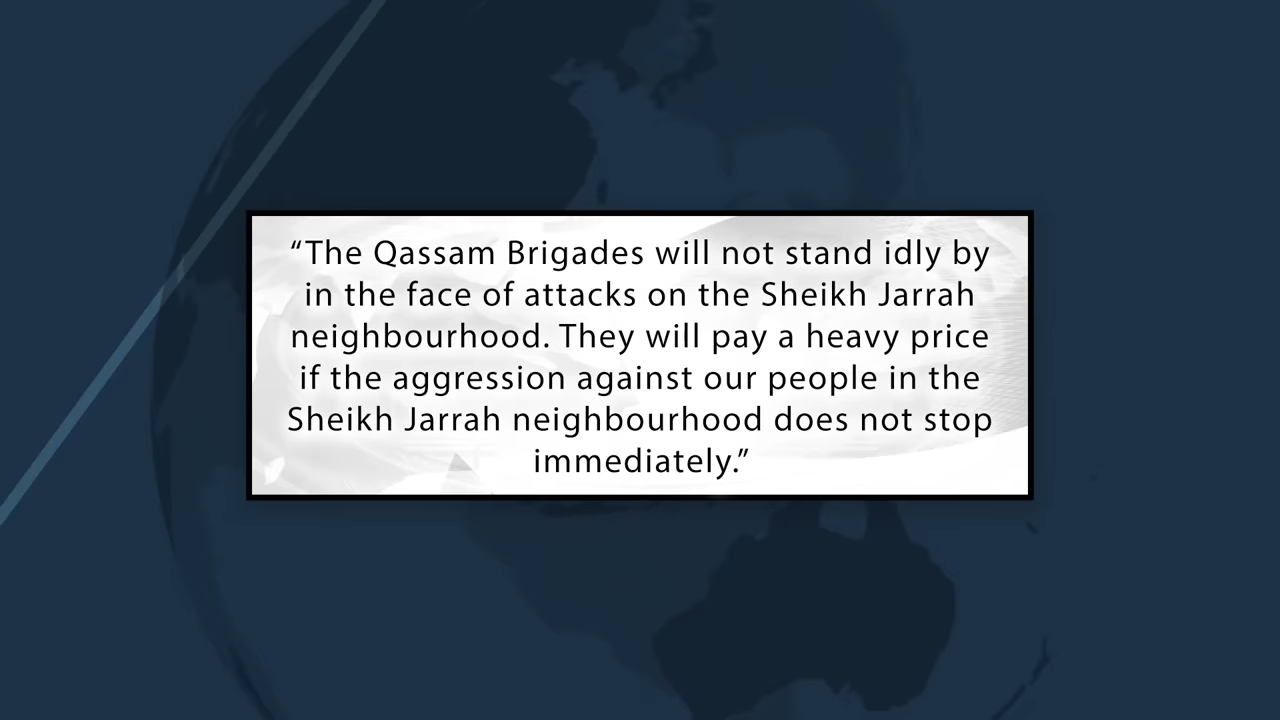 “The Qassam Brigades will not stand idly by
in the face of attacks on the Sheikh Jarrah
neighbourhood. They will pay a heavy price
if the aggression against our people in the
Sheikh Jarrah neighbourhood does not stop
immediately.”